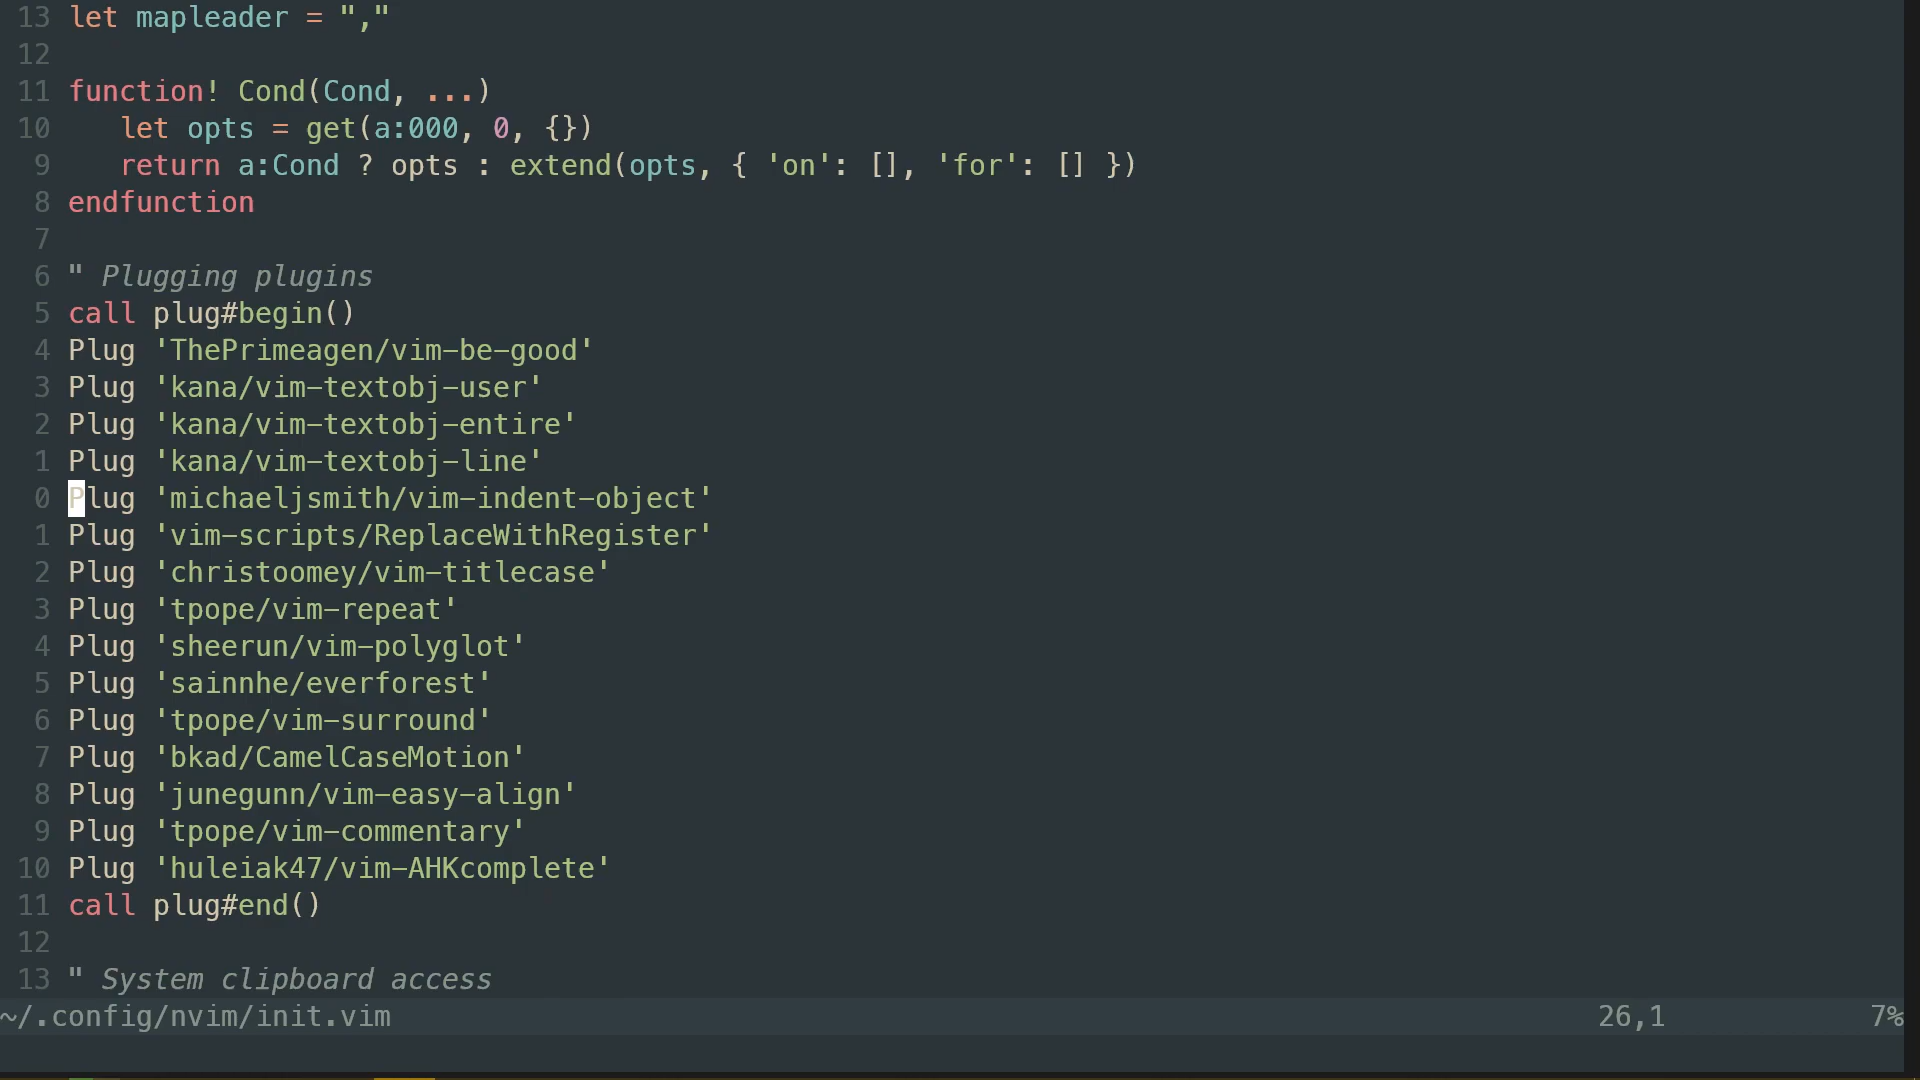 13 let mapleader = ","
12
11 function! Cond(Cond, ...)
10    let opts = get(a:000, 0, {})
9    return a:Cond ? opts : extend(opts, { 'on': [], 'for': [] })
8 endfunction
7
6 " Plugging plugins
5 call plug#begin()
4 Plug 'ThePrimeagen/vim-be-good'
3 Plug 'kana/vim-textobj-user'
2 Plug 'kana/vim-textobj-entire'
1 Plug 'kana/vim-textobj-line'
0 Plug 'michaeljsmith/vim-indent-object'
1 Plug 'vim-scripts/ReplaceWithRegister'
2 Plug 'christoomey/vim-titlecase'
3 Plug 'tpope/vim-repeat'
4 Plug 'sheerun/vim-polyglot'
5 Plug 'sainnhe/everforest'
6 Plug 'tpope/vim-surround'
7 Plug 'bkad/CamelCaseMotion'
8 Plug 'junegunn/vim-easy-align'
9 Plug 'tpope/vim-commentary'
10 Plug 'huleiak47/vim-AHKcomplete'
11 call plug#end()
12
13 " System clipboard access
~/.config/nvim/init.vim 26,1 7%